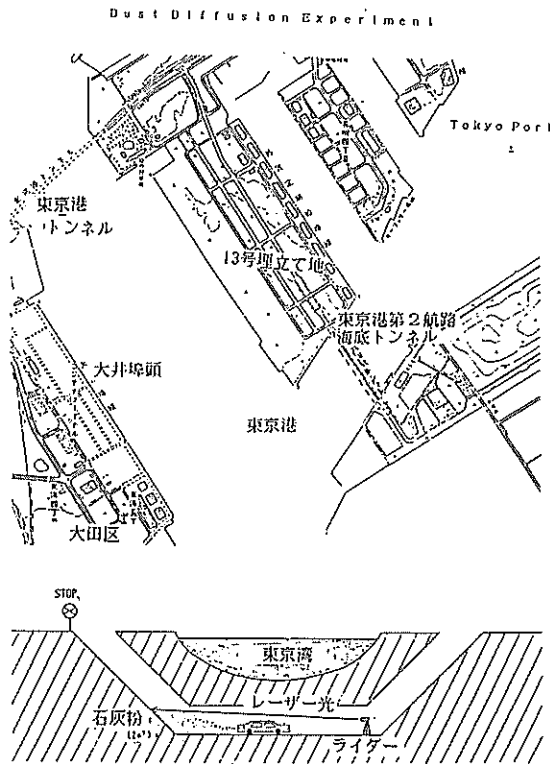 Dust Diffusion Experiment
Tokyo Port
東京港
トンネル
13号埋立て地
東京港第2航路
海底トンネル
大井埠頭
東京港
大田区
STOP
東京湾
レーザー光
石灰粉
ライダー